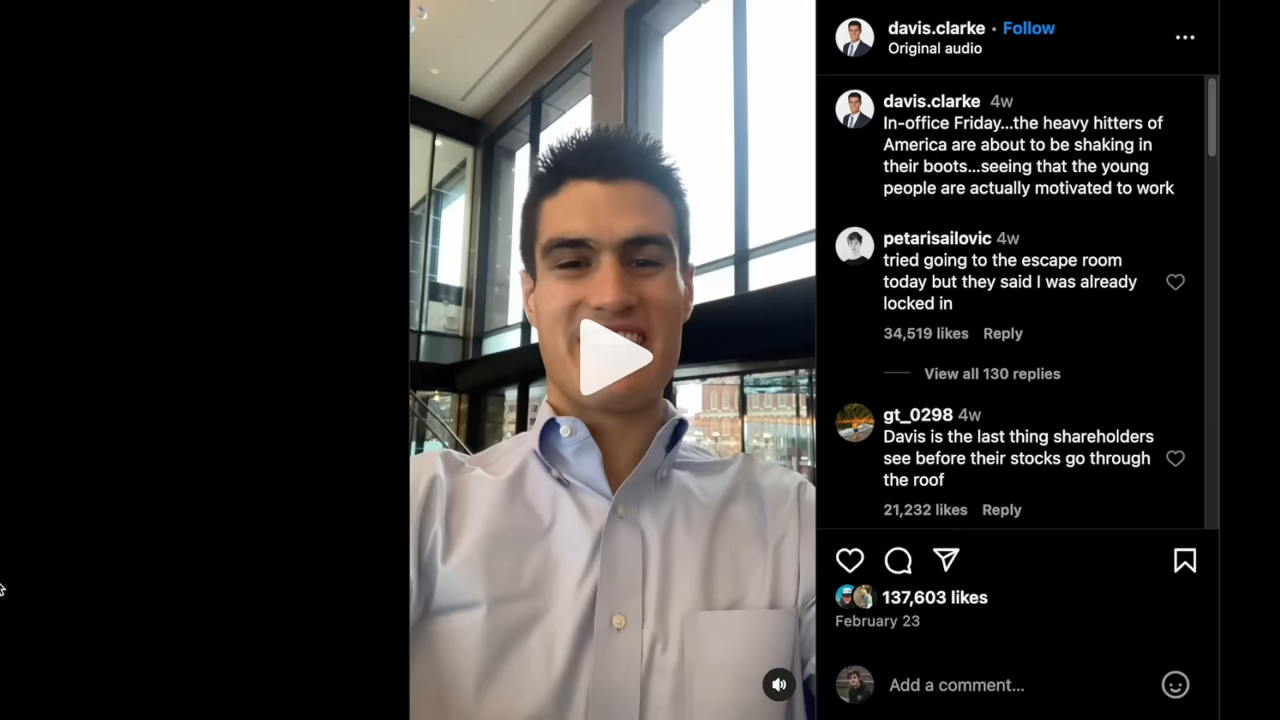 davis.clarke • Follow
Original audio
davis.clarke 4w
In-office Friday...the heavy hitters of
America are about to be shaking in
their boots...seeing that the young
people are actually motivated to work
petarisailovic 4w
tried going to the escape room
today but they said I was already
locked in
34,519 likes Reply
View all 130 replies
gt_0298 4w
Davis is the last thing shareholders
see before their stocks go through
the roof
21,232 likes Reply
137,603 likes
February 23
Add a comment...